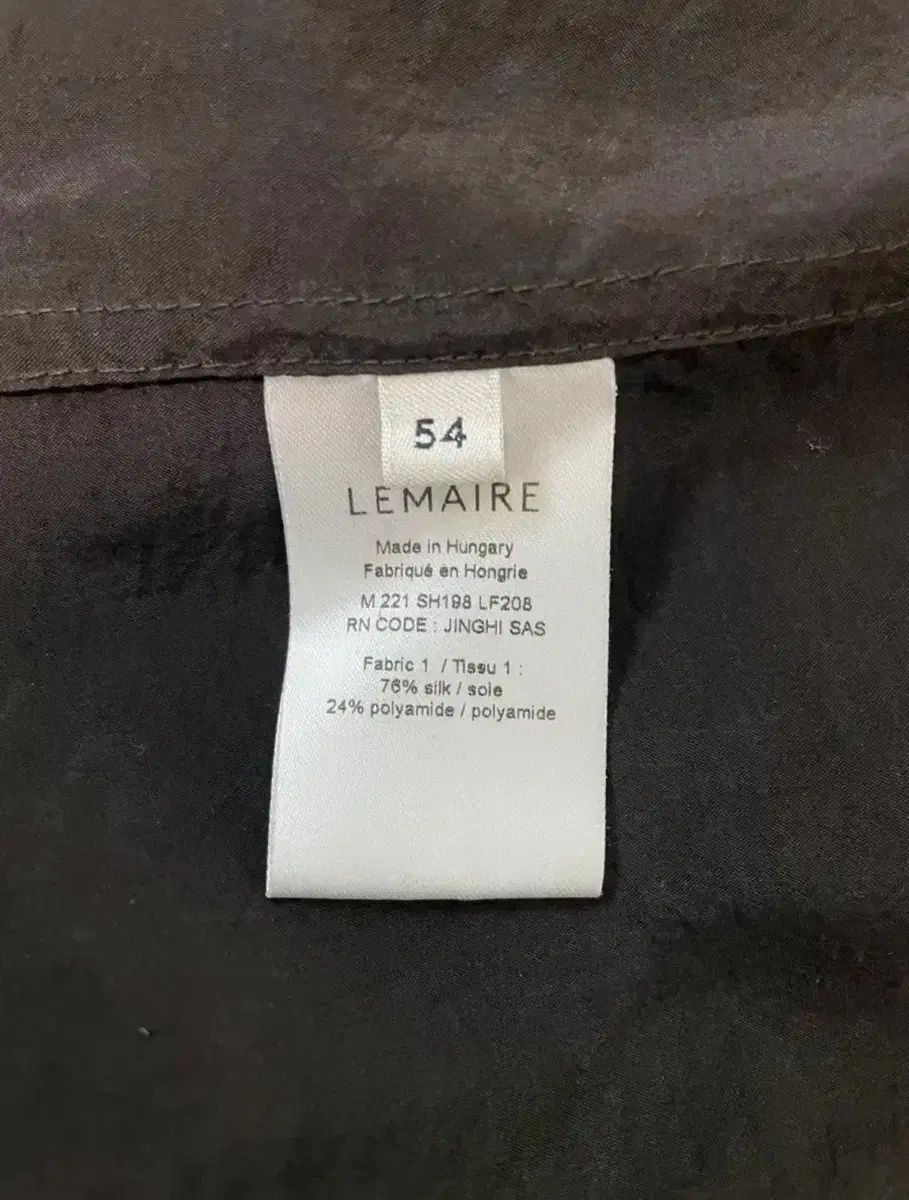 54
LEMAIRE
Made in Hungary
Fabriqué en Hongrie
M 221 SH198 LF208
RN CODE : JINGHI SAS
Fabric 1 / Tissu 1 :
76% silk / soie
24% polyamide / polyamide